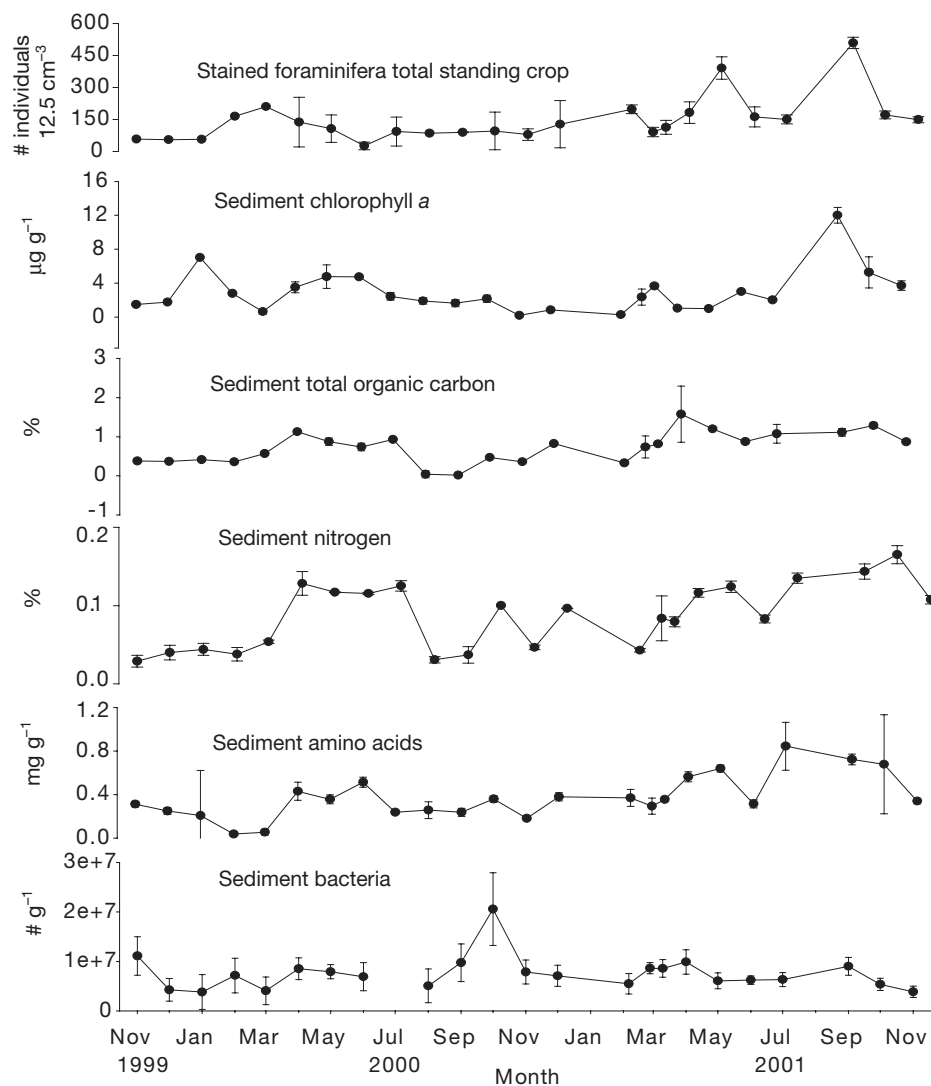 600
450
300
150
0
# individuals
12.5 cm–3
Stained foraminifera total standing crop
16
12
8
4
0
µg g–1
Sediment chlorophyll a
3
2
1
0
-1
%
Sediment total organic carbon
0.2
0.1
0.0
%
Sediment nitrogen
1.2
0.8
0.4
0.0
mg g–1
Sediment amino acids
3e+7
2e+7
1e+7
0
# g–1
Sediment bacteria
Nov Jan Mar May Jul Sep Nov Jan Mar May Jul Sep Nov
1999 2000 2001
Month